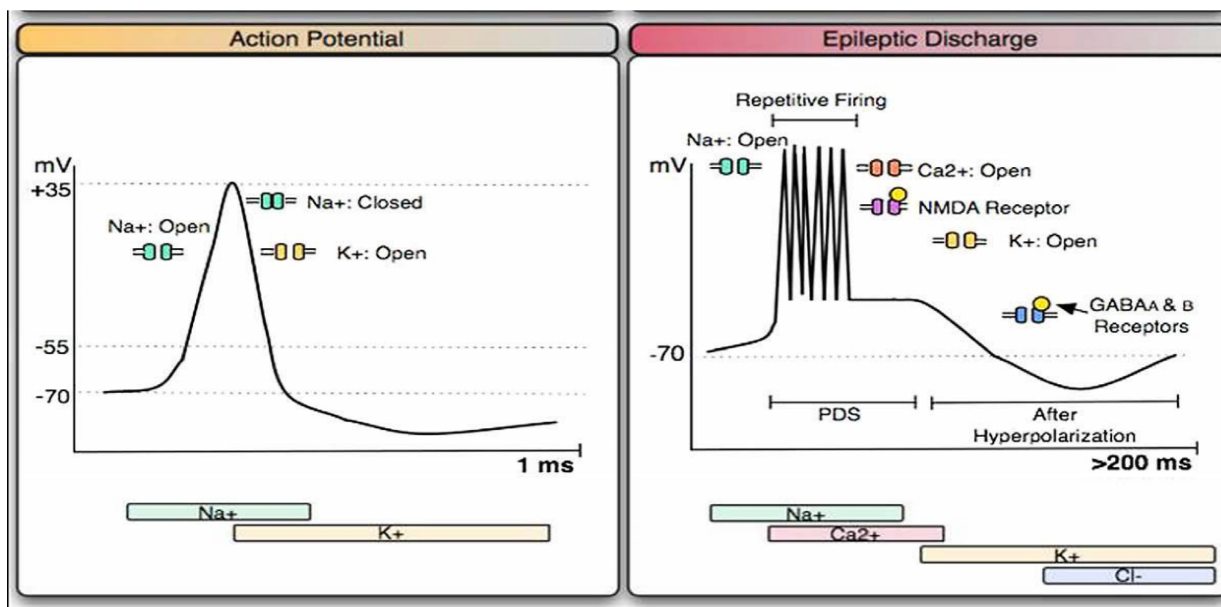 Action Potential
mV
+35
Na+: Closed
Na+: Open
K+: Open
-55
-70
1 ms
Na+
K+
Epileptic Discharge
Repetitive Firing
Na+: Open
mV
Ca2+: Open
NMDA Receptor
K+: Open
GABAA & B
Receptors
-70
PDS
After
Hyperpolarization
>200 ms
Na+
Ca2+
K+
Cl-